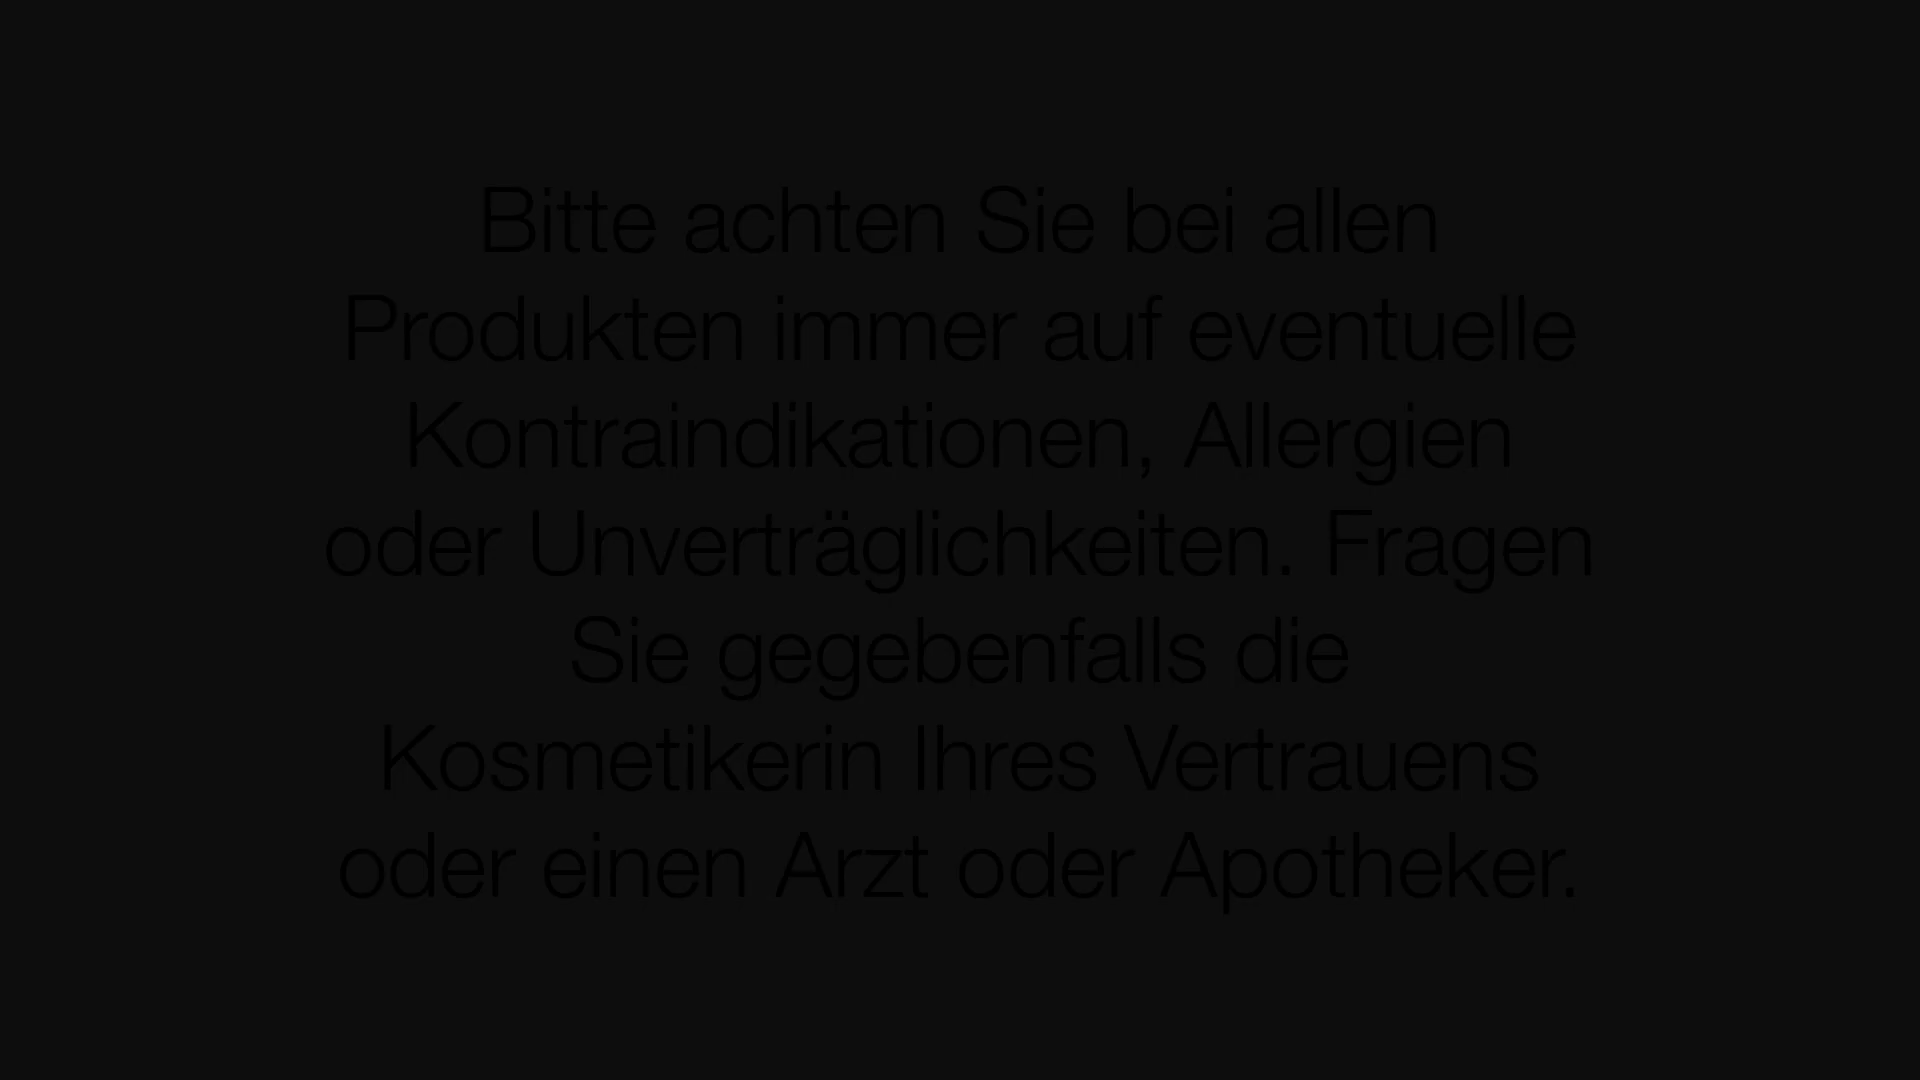 Bitte achten Sie bei allen
Produkten immer auf eventuelle
Kontraindikationen, Allergien
oder Unverträglichkeiten. Fragen
Sie gegebenfalls die
Kosmetikerin Ihres Vertrauens
oder einen Arzt oder Apotheker.